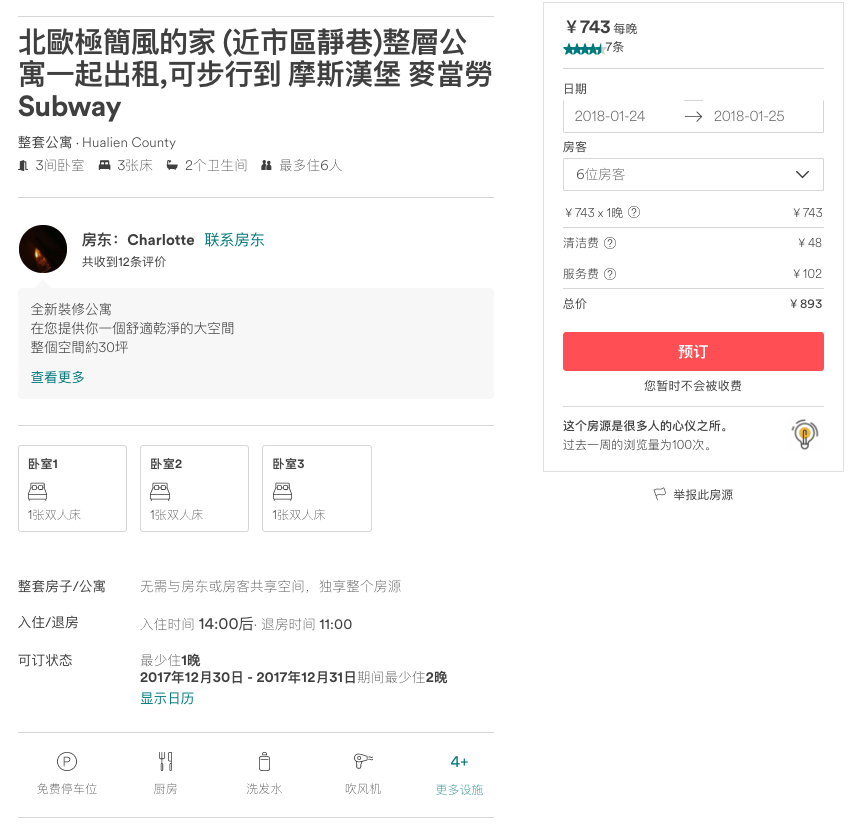 北歐極簡風的家 (近市區靜巷)整層公
寓一起出租,可步行到 摩斯漢堡 麥當勞
Subway
整套公寓 · Hualien County
3间卧室 3张床 2个卫生间 最多住6人
房东：Charlotte 联系房东
共收到12条评价
全新裝修公寓
在您提供你一個舒適乾淨的大空間
整個空間約30坪
查看更多
卧室1
1张双人床
卧室2
1张双人床
卧室3
1张双人床
整套房子/公寓 无需与房东或房客共享空间，独享整个房源
入住/退房 入住时间 14:00后· 退房时间 11:00
可订状态 最少住1晚
2017年12月30日 - 2017年12月31日期间最少住2晚
显示日历
P
免费停车位
厨房
洗发水
吹风机
4+
更多设施
¥743 每晚
7条
日期
2018-01-24 → 2018-01-25
房客
6位房客
¥743 x 1晚 ? ¥743
清洁费 ? ¥48
服务费 ? ¥102
总价 ¥893
预订
您暂时不会被收费
这个房源是很多人的心仪之所。
过去一周的浏览量为100次。
举报此房源